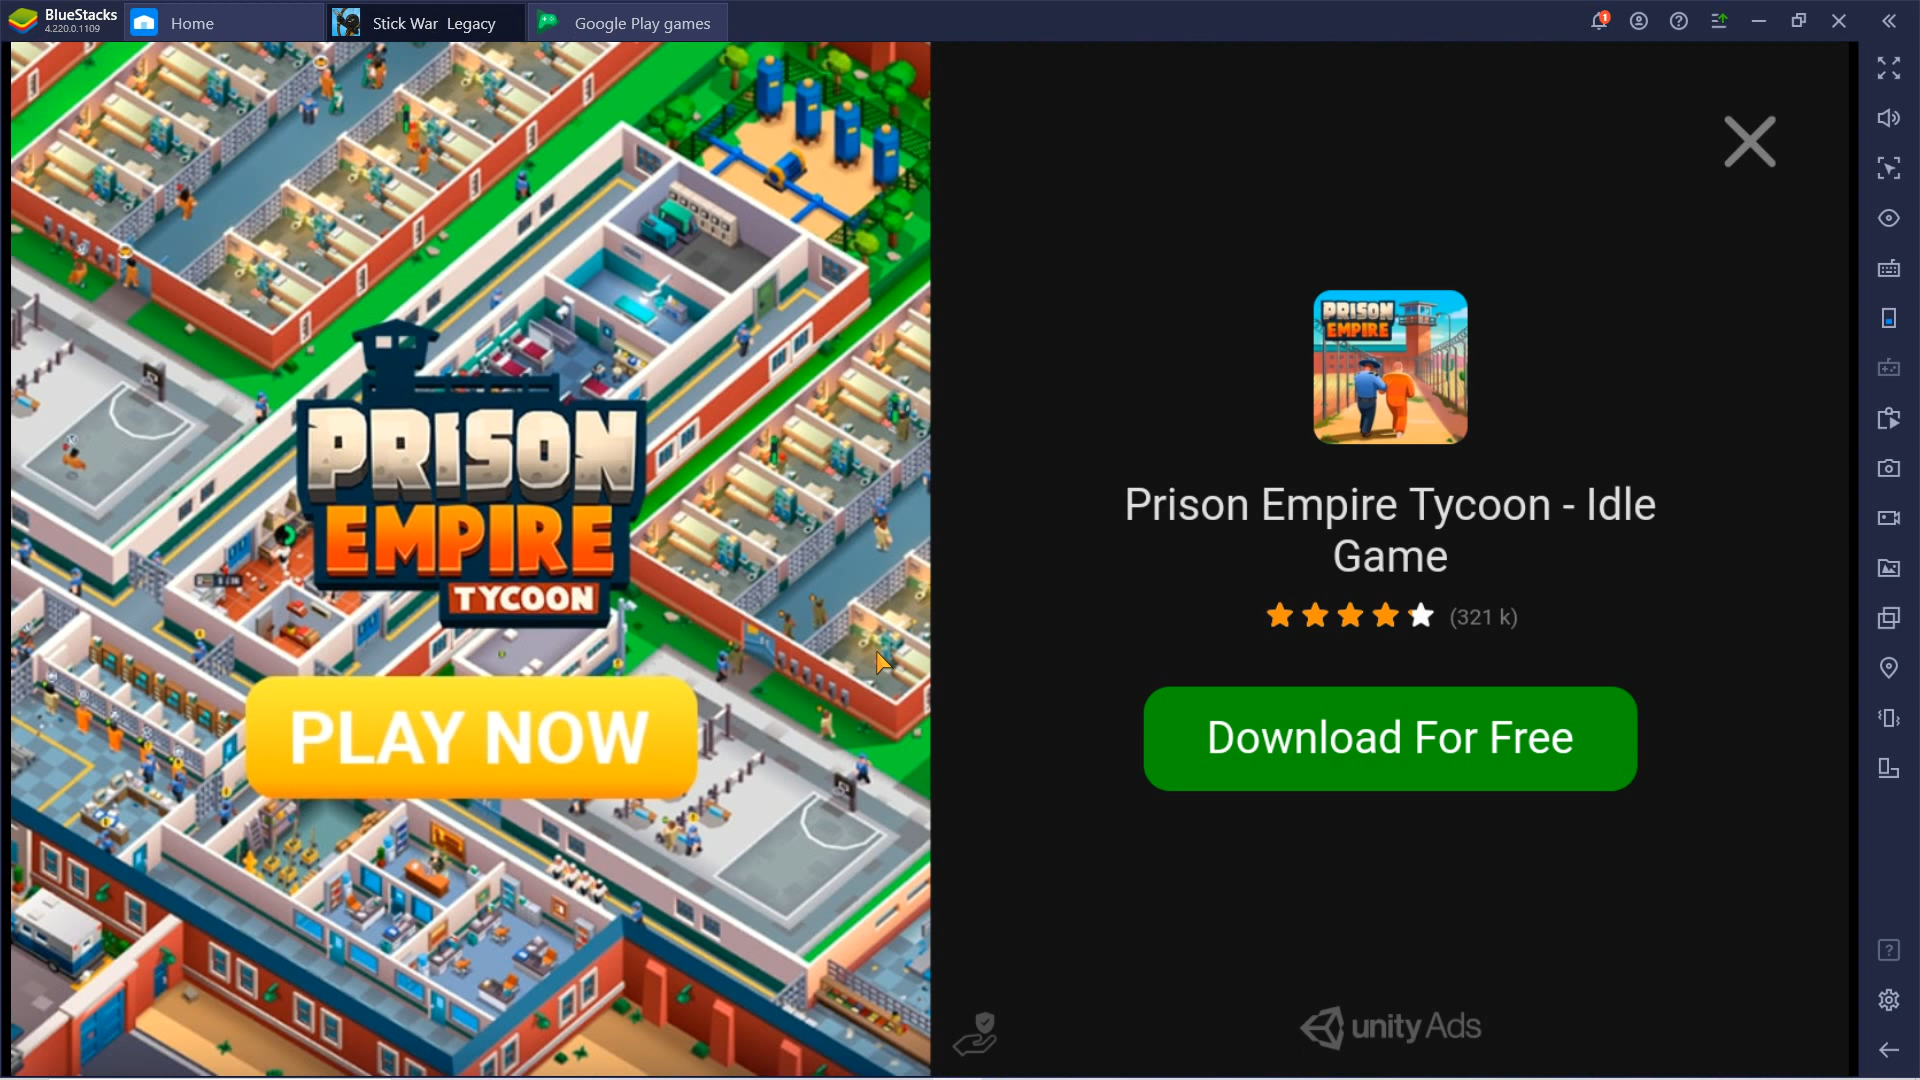 BlueStacks
4.220.0.1109
Home
Stick War Legacy
Google Play games
1
PRISON
EMPIRE
TYCOON
PLAY NOW
PRISON
EMPIRE
Prison Empire Tycoon - Idle
Game
(321 k)
Download For Free
unity Ads